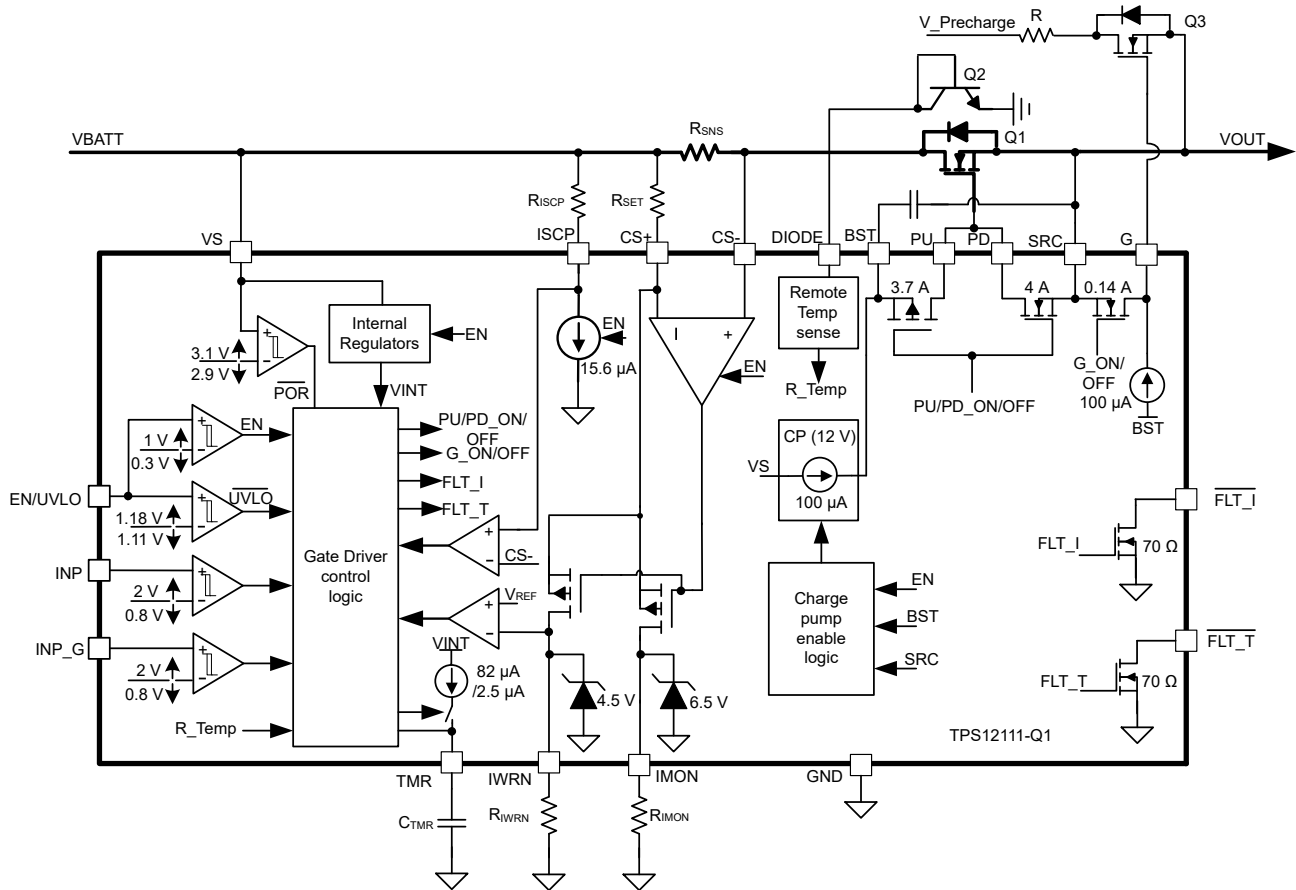 V_Precharge
R
Q3
Q2
VBATT
RSNS
Q1
VOUT
RISCP
RSET
VS
ISCP
CS+
CS-
DIODE
BST
PU
PD
SRC
G
3.7 A
4 A
0.14 A
Remote
Temp
sense
Internal
Regulators
EN
EN
I
+
3.1 V
2.9 V
+
−
15.6 µA
EN
R_Temp
G_ON/
OFF
100 µA
POR
VINT
PU/PD_ON/OFF
BST
PU/PD_ON/
OFF
G_ON/OFF
CP (12 V)
VS
100 µA
EN
1 V
0.3 V
+
−
FLT_I
FLT_T
EN/UVLO
UVLO
1.18 V
1.11 V
+
−
FLT_I
Gate Driver
control
logic
+
−
CS-
FLT_I
70 Ω
INP
2 V
0.8 V
+
−
VREF
+
−
Charge
pump
enable
logic
EN
BST
SRC
INP_G
2 V
0.8 V
+
−
VINT
82 µA
/2.5 µA
4.5 V
6.5 V
FLT_T
FLT_T
70 Ω
R_Temp
TPS12111-Q1
TMR
IWRN
IMON
GND
CTMR
RIWRN
RIMON